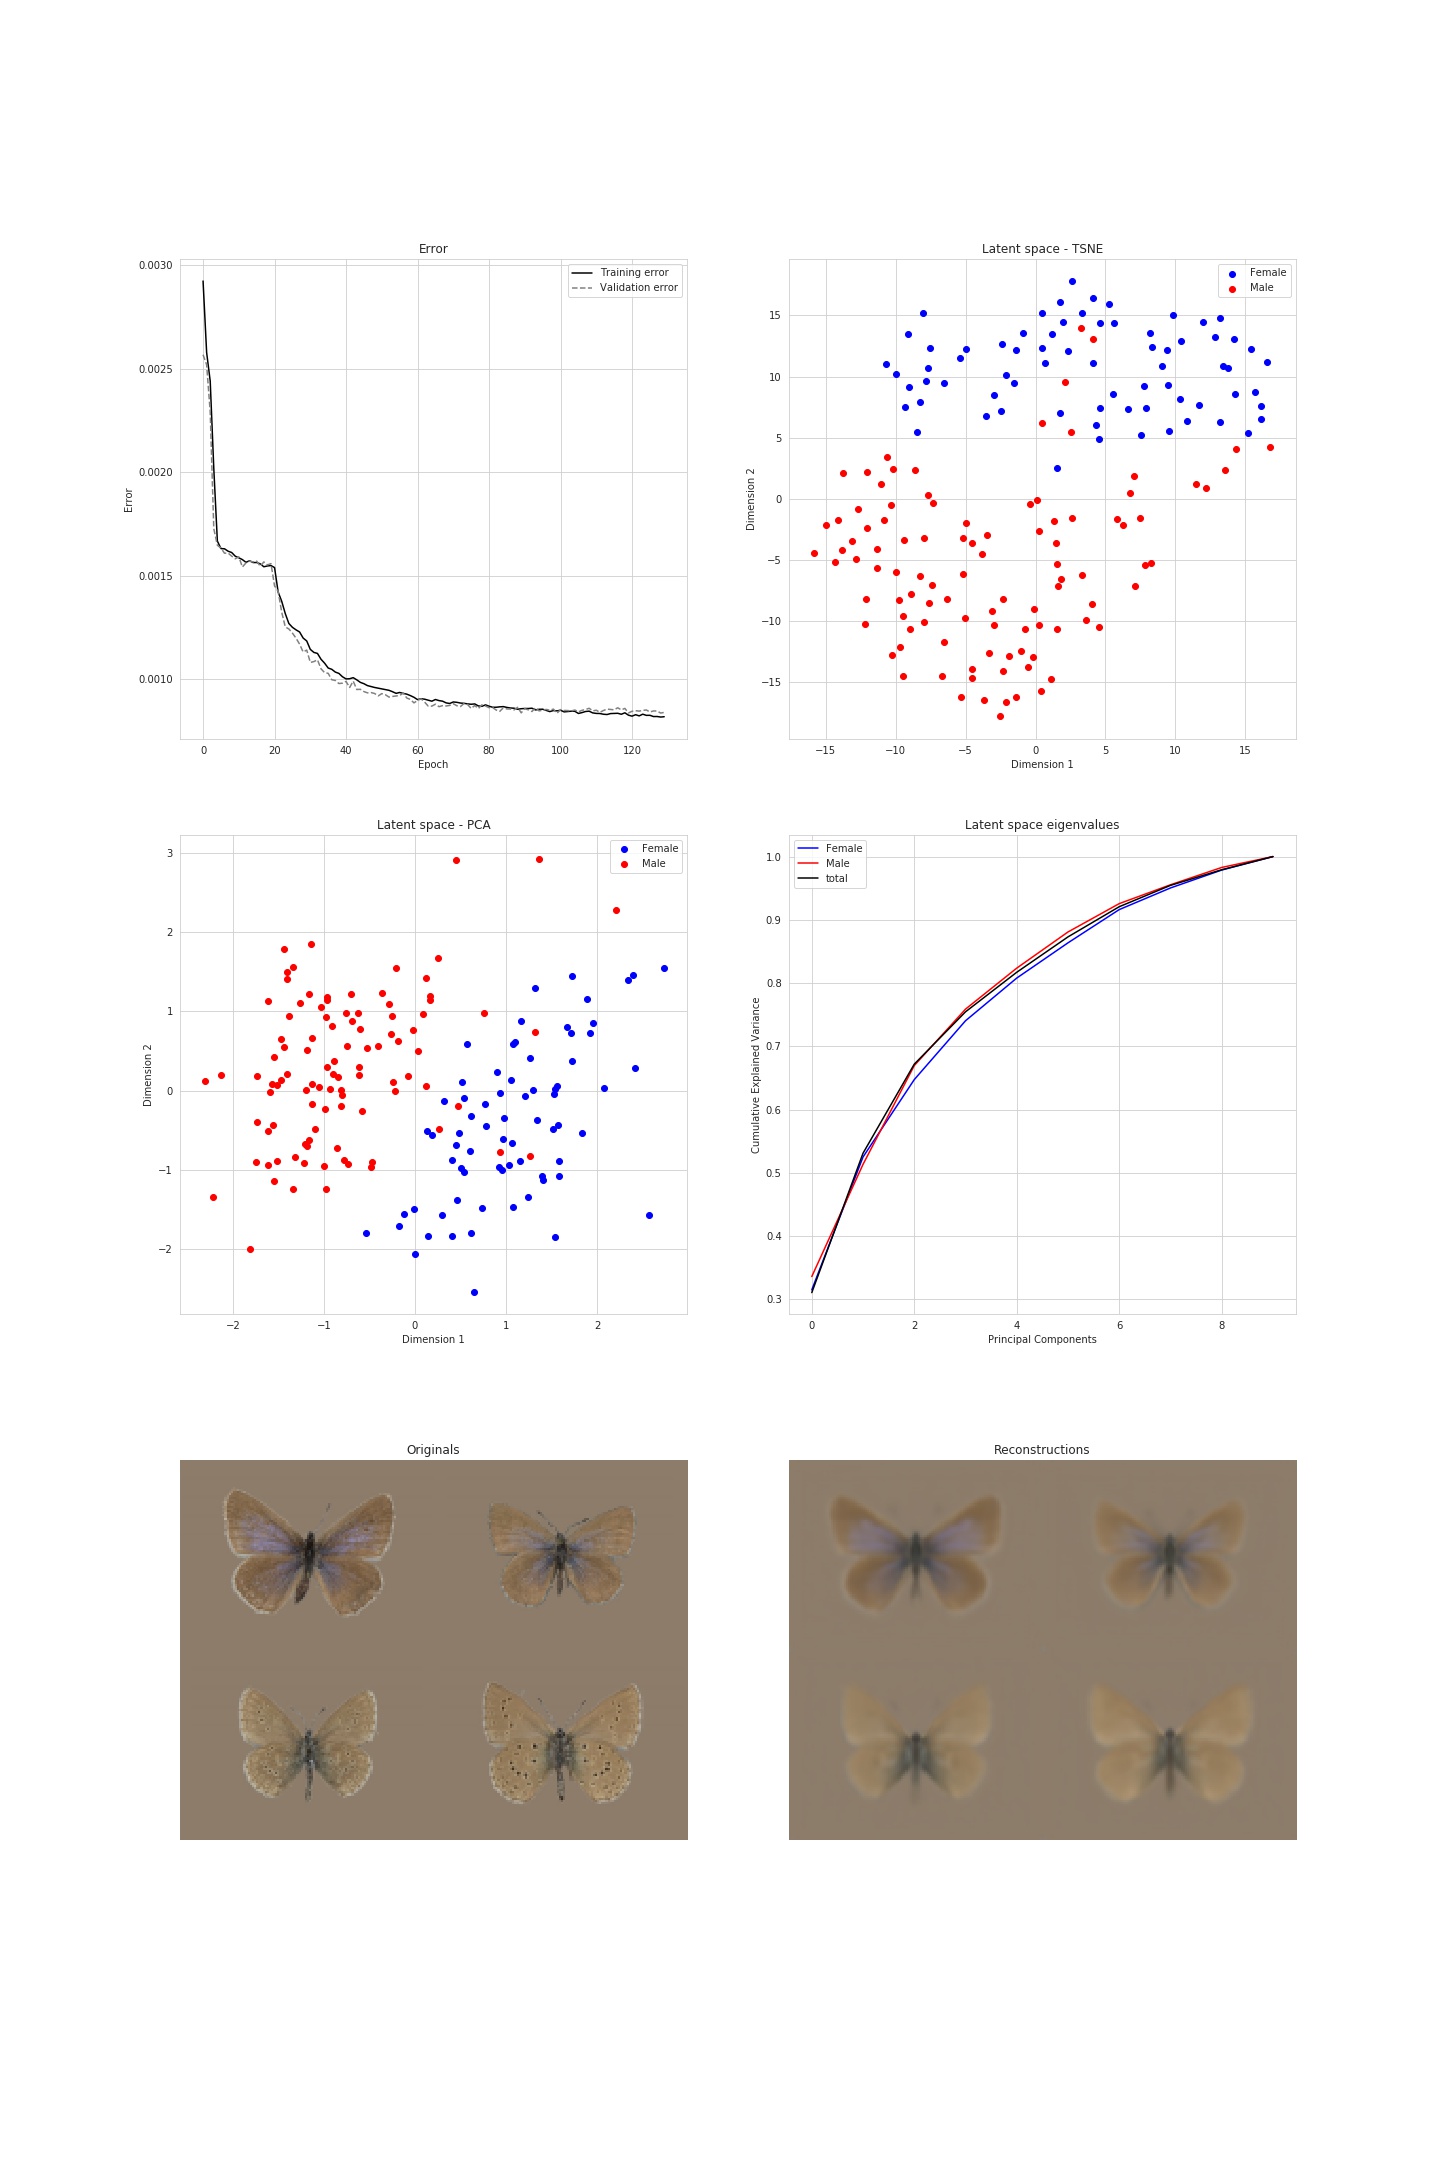 Error
0.0030
0.0025
0.0020
0.0015
0.0010
Error
Training error
Validation error
0 20 40 60 80 100 120
Epoch
Latent space - TSNE
15
10
5
0
−5
−10
−15
Dimension 2
Female
Male
−15 −10 −5 0 5 10 15
Dimension 1
Latent space - PCA
3
2
1
0
−1
−2
Dimension 2
Female
Male
−2 −1 0 1 2
Dimension 1
Latent space eigenvalues
1.0
0.9
0.8
0.7
0.6
0.5
0.4
0.3
Cumulative Explained Variance
Female
Male
total
0 2 4 6 8
Principal Components
Originals
Reconstructions